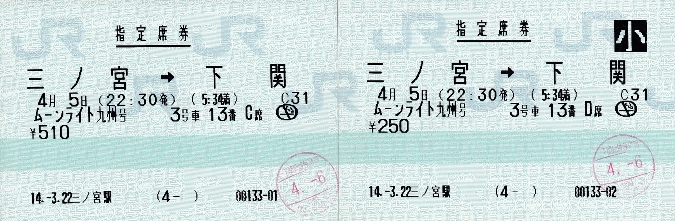 指定席券
三ノ宮 → 下関
4月 5日 (22:30発) (5:34着) C31
ムーンライト九州号 3号車 13番 C席
¥510
4.-6
14.-3.22三ノ宮駅 (4- ) 00133-01
指定席券
小
三ノ宮 → 下関
4月 5日 (22:30発) (5:34着) C31
ムーンライト九州号 3号車 13番 D席
¥250
4.-6
14.-3.22三ノ宮駅 (4- ) 00133-02